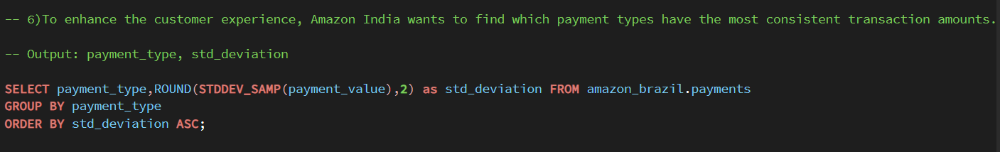 -- 6)To enhance the customer experience, Amazon India wants to find which payment types have the most consistent transaction amounts.
-- Output: payment_type, std_deviation
SELECT payment_type,ROUND(STDDEV_SAMP(payment_value),2) as std_deviation FROM amazon_brazil.payments
GROUP BY payment_type
ORDER BY std_deviation ASC;